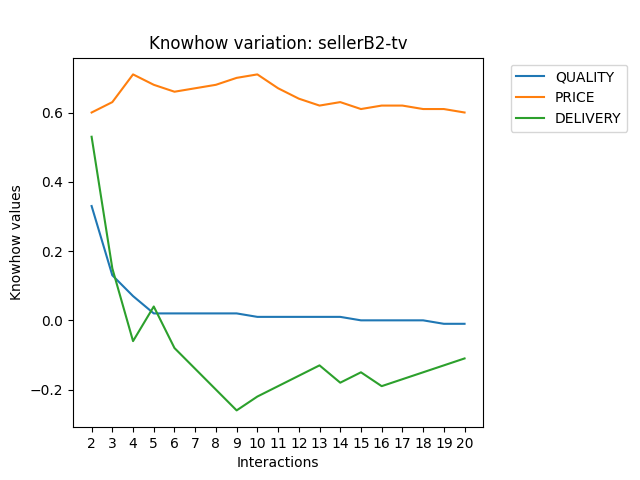 Knowhow variation: sellerB2-tv
QUALITY
PRICE
DELIVERY
Knowhow values
0.6
0.4
0.2
0.0
−0.2
2 3 4 5 6 7 8 9 10 11 12 13 14 15 16 17 18 19 20
Interactions